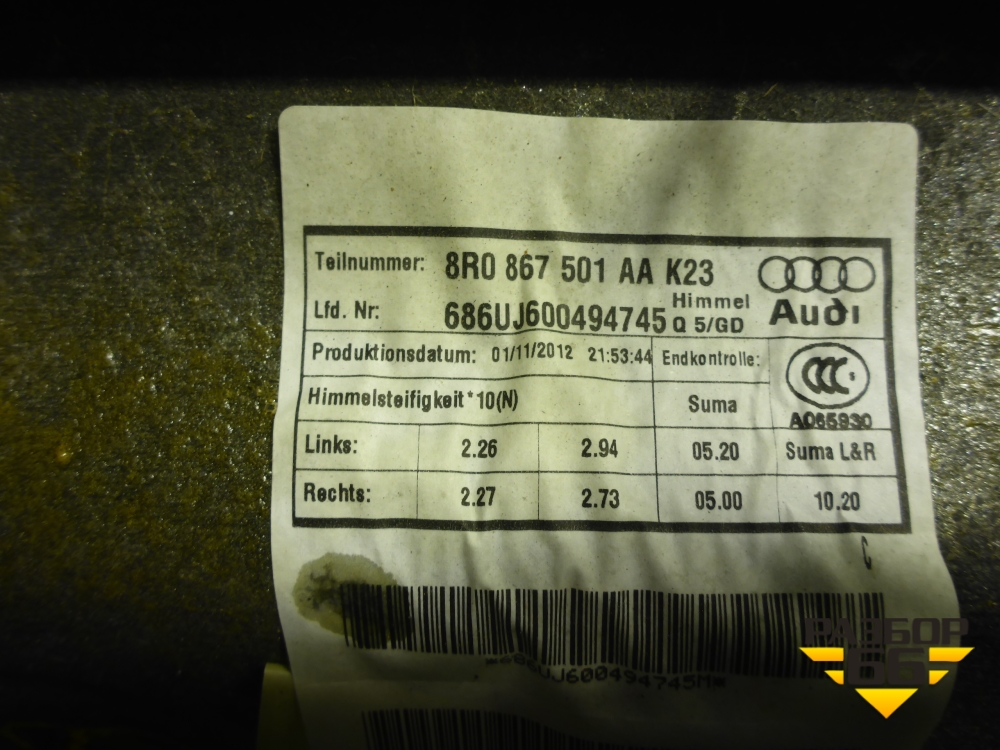 Teilnummer: 8R0 867 501 AA K23
Lfd. Nr: 686UJ600494745 Himmel Q 5/GD
Audi
Produktionsdatum: 01/11/2012 21:53:44 Endkontrolle:
CCC
Himmelsteifigkeit*10(N) Suma
A065930
Links: 2.26 2.94 05.20 Suma L&R
Rechts: 2.27 2.73 05.00 10.20
C
РАЗБОР
66